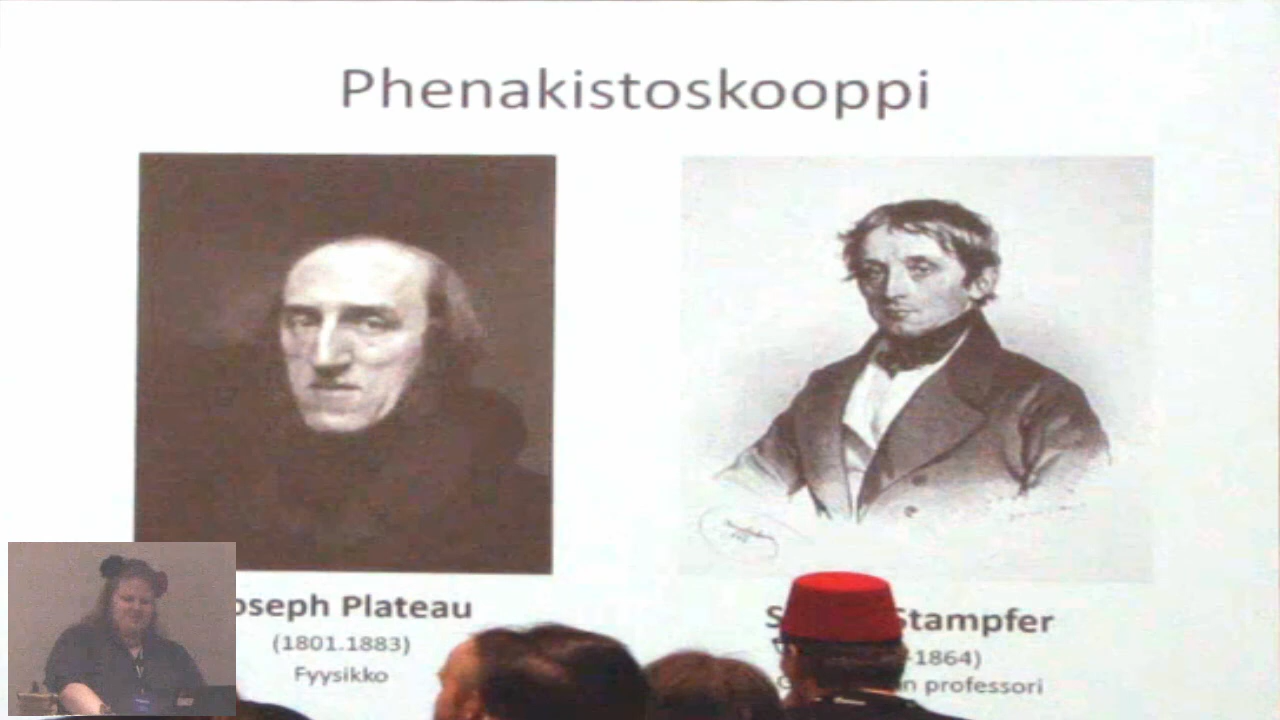 Phenakistoskooppi
oseph Plateau
Stampfer
(1801.1883)
-1864)
Fyysikko
professori